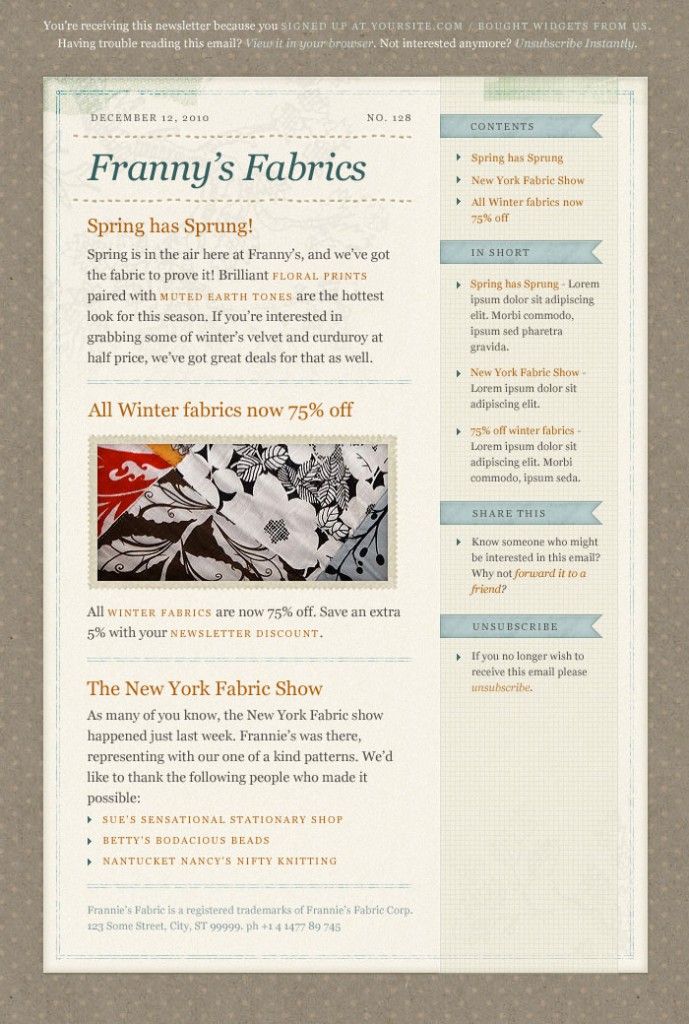 You're receiving this newsletter because you SIGNED UP AT YOURSITE.COM / BOUGHT WIDGETS FROM US.
Having trouble reading this email? View it in your browser. Not interested anymore? Unsubscribe Instantly.
DECEMBER 12, 2010 NO. 128
Franny's Fabrics
Spring has Sprung!
Spring is in the air here at Franny's, and we've got
the fabric to prove it! Brilliant FLORAL PRINTS
paired with MUTED EARTH TONES are the hottest
look for this season. If you're interested in
grabbing some of winter's velvet and curduroy at
half price, we've got great deals for that as well.
All Winter fabrics now 75% off
All WINTER FABRICS are now 75% off. Save an extra
5% with your NEWSLETTER DISCOUNT.
The New York Fabric Show
As many of you know, the New York Fabric show
happened just last week. Frannie's was there,
representing with our one of a kind patterns. We'd
like to thank the following people who made it
possible:
SUE'S SENSATIONAL STATIONARY SHOP
BETTY'S BODACIOUS BEADS
NANTUCKET NANCY'S NIFTY KNITTING
Frannie's Fabric is a registered trademarks of Frannie's Fabric Corp.
123 Some Street, City, ST 99999. ph +1 4 1477 89 745
CONTENTS
Spring has Sprung
New York Fabric Show
All Winter fabrics now
75% off
IN SHORT
Spring has Sprung - Lorem
ipsum dolor sit adipiscing
elit. Morbi commodo,
ipsum sed pharetra
gravida.
New York Fabric Show -
Lorem ipsum dolor sit
adipiscing elit.
75% off winter fabrics -
Lorem ipsum dolor sit
adipiscing elit. Morbi
commodo, ipsum seda.
SHARE THIS
Know someone who might
be interested in this email?
Why not forward it to a
friend?
UNSUBSCRIBE
If you no longer wish to
receive this email please
unsubscribe.